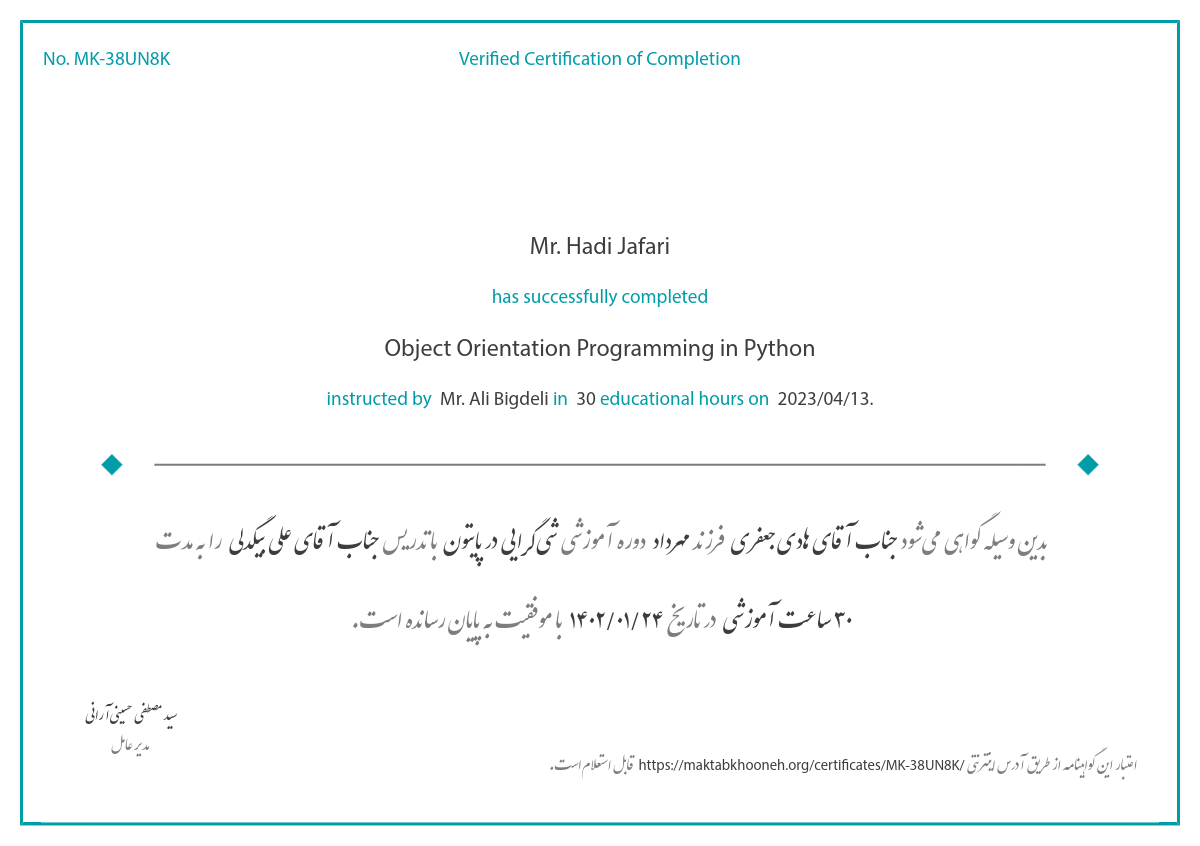 No. MK-38UN8K
Verified Certification of Completion
Mr. Hadi Jafari
has successfully completed
Object Orientation Programming in Python
instructed by Mr. Ali Bigdeli in 30 educational hours on 2023/04/13.
بدین وسیله گواهی می‌شود جناب آقای هادی جعفری فرزند مهرداد دوره آموزشی شی‌گرایی در پایتون با تدریس جناب آقای علی بیگدلی را به مدت
۳۰ ساعت آموزشی در تاریخ ۱۴۰۲/۰۱/۲۴ با موفقیت به پایان رسانده است.
سید مصطفی حسینی‌آرانی
مدیر عامل
اعتبار این گواهینامه از طریق آدرس اینترنتی https://maktabkhooneh.org/certificates/MK-38UN8K/ قابل استعلام است.